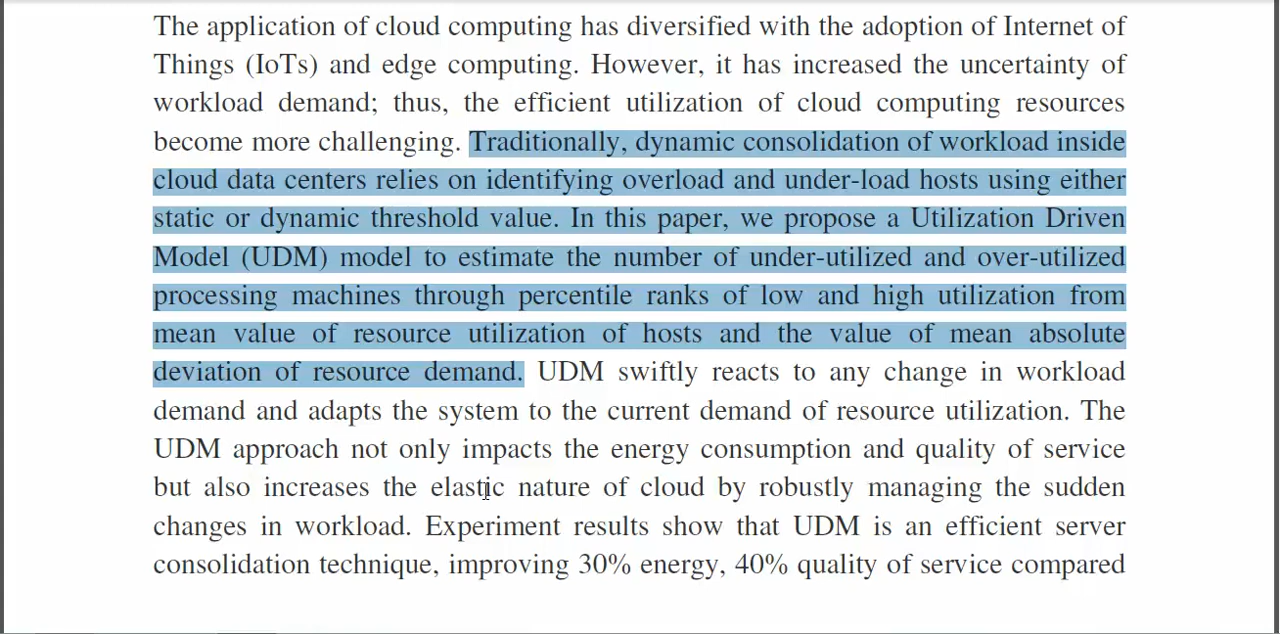 The application of cloud computing has diversified with the adoption of Internet of
Things (IoTs) and edge computing. However, it has increased the uncertainty of
workload demand; thus, the efficient utilization of cloud computing resources
become more challenging. Traditionally, dynamic consolidation of workload inside
cloud data centers relies on identifying overload and under-load hosts using either
static or dynamic threshold value. In this paper, we propose a Utilization Driven
Model (UDM) model to estimate the number of under-utilized and over-utilized
processing machines through percentile ranks of low and high utilization from
mean value of resource utilization of hosts and the value of mean absolute
deviation of resource demand. UDM swiftly reacts to any change in workload
demand and adapts the system to the current demand of resource utilization. The
UDM approach not only impacts the energy consumption and quality of service
but also increases the elastic nature of cloud by robustly managing the sudden
changes in workload. Experiment results show that UDM is an efficient server
consolidation technique, improving 30% energy, 40% quality of service compared